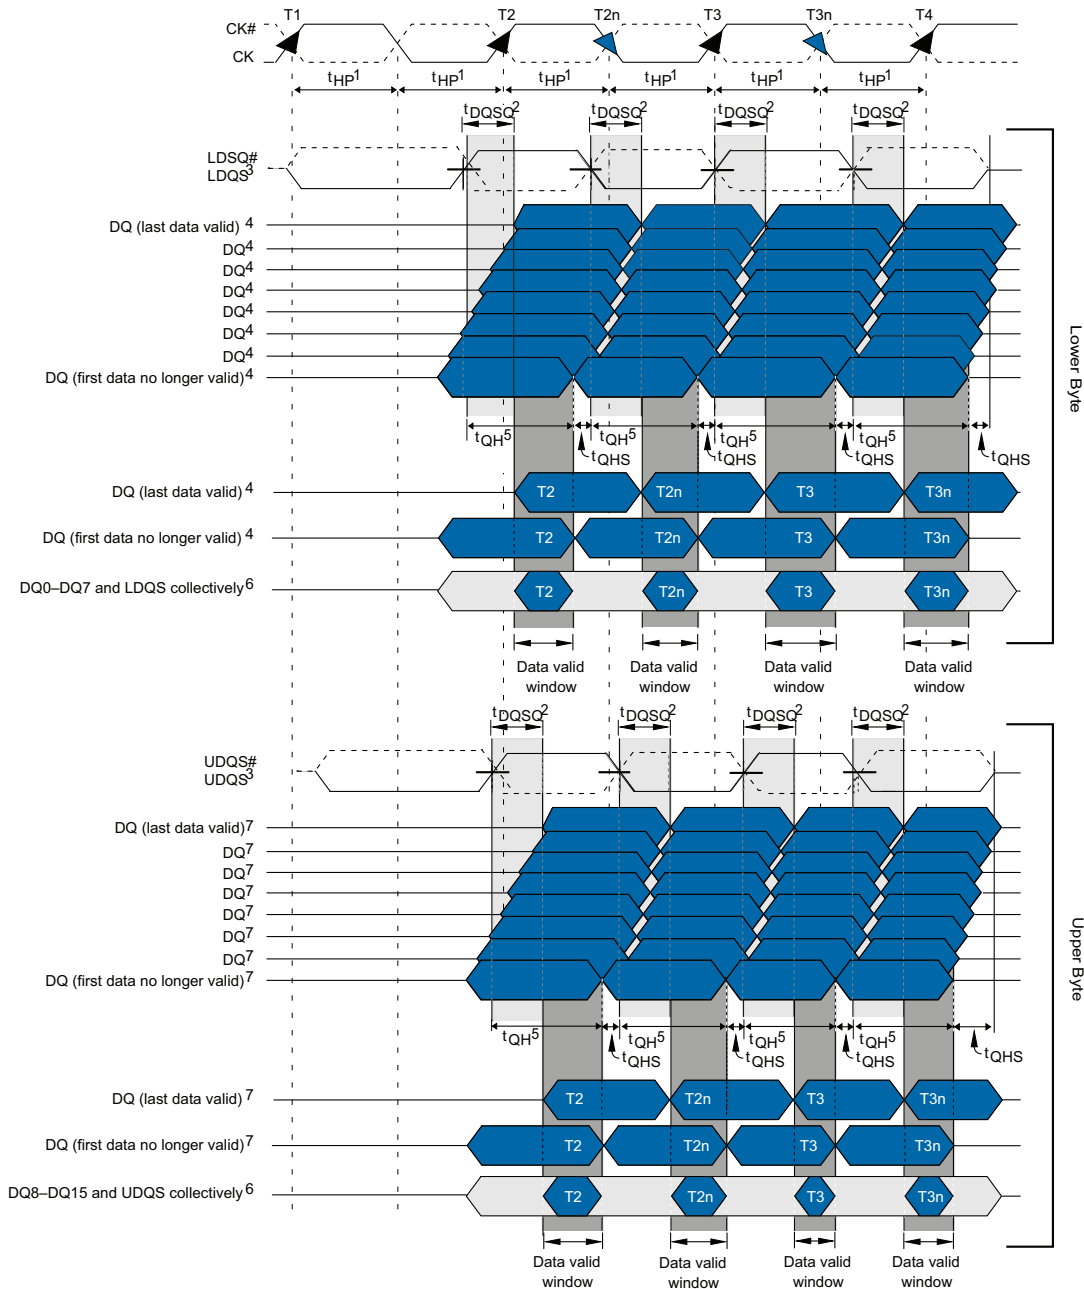 T1 T2 T2n T3 T3n T4
CK#
CK
tHP1 tHP1 tHP1 tHP1 tHP1 tHP1
tDQSQ2 tDQSQ2 tDQSQ2 tDQSQ2
LDSQ#
LDQS3
DQ (last data valid)4
DQ4
DQ4
DQ4
DQ4
DQ4
DQ4
DQ (first data no longer valid)4
Lower Byte
tQH5 tQH5 tQH5 tQH5
tQHS tQHS tQHS tQHS
DQ (last data valid)4 T2 T2n T3 T3n
DQ (first data no longer valid)4 T2 T2n T3 T3n
DQ0–DQ7 and LDQS collectively6 T2 T2n T3 T3n
Data valid Data valid Data valid Data valid
window window window window
tDQSQ2 tDQSQ2 tDQSQ2 tDQSQ2
UDQS#
UDQS3
DQ (last data valid)7
DQ7
DQ7
DQ7
DQ7
DQ7
DQ7
DQ (first data no longer valid)7
Upper Byte
tQH5 tQH5 tQH5 tQH5
tQHS tQHS tQHS tQHS
DQ (last data valid)7 T2 T2n T3 T3n
DQ (first data no longer valid)7 T2 T2n T3 T3n
DQ8–DQ15 and UDQS collectively6 T2 T2n T3 T3n
Data valid Data valid Data valid Data valid
window window window window